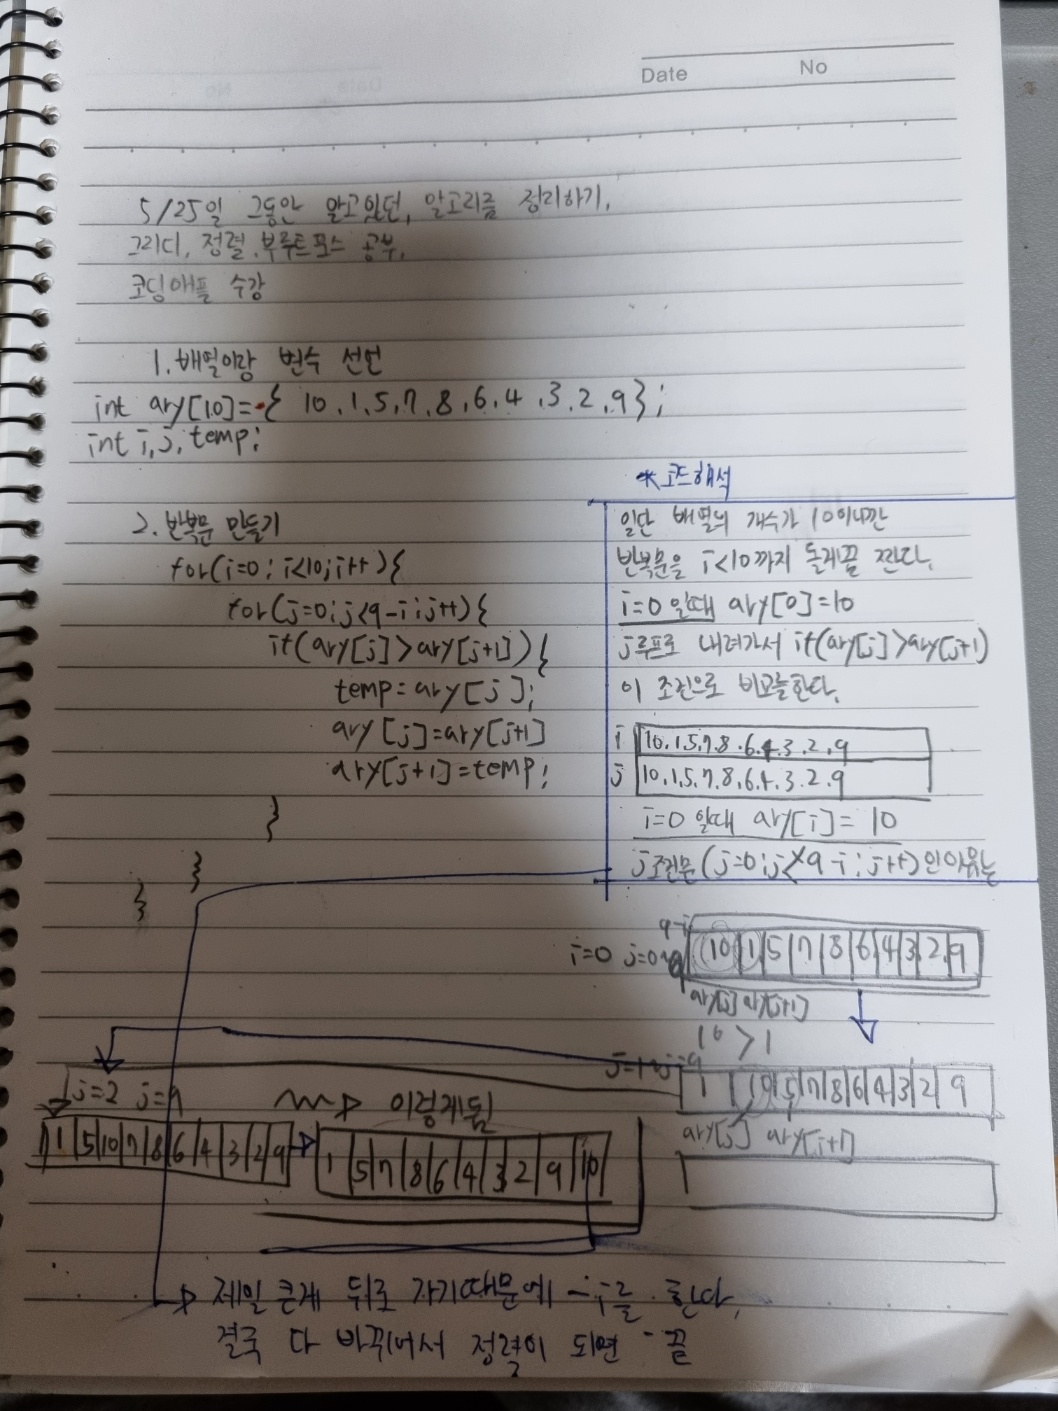 Date No
5/25일 그동안 알고있던, 알고리즘 정리하기,
그리디, 정렬, 부루트포스 공부,
코딩애플 수강
1. 배열이랑 변수 선언
int ary[10]= { 10,1,5,7,8,6,4,3,2,9};
int i,j,temp;
2. 반복문 만들기
for(i=0; i<10; i++){
for(j=0; j<9-i; j++){
if(ary[j]>ary[j+1]){
temp=ary[j];
ary[j]=ary[j+1]
ary[j+1]=temp;
}
}
}
*코드해석
일단 배열의 개수가 10이니깐
반복문을 i<10까지 돌게끔 짠다.
i=0 일때 ary[0]=10
j루프로 내려가서 if(ary[j]>ary[j+1)
이 조건으로 비교를한다.
i 10.1.5.7.8.6.4.3.2.9
j 10.1.5.7.8.6.4.3.2.9
i=0 일때 ary[i]= 10
j조건문 (j=0; j<9-i; j++)인 이유는
9-i
i=0 j=0 10 1 5 7 8 6 4 3 2 9
ary[j] ary[j+1]
10 > 1
1 10 5 7 8 6 4 3 2 9
ary[j] ary[j+1]
j=2 j=9 이렇게됨
1 5 10 7 8 6 4 3 2 9
1 5 7 8 6 4 3 2 9 10
제일 큰게 뒤로 가기때문에 -i를 한다,
결국 다 바뀌어서 정렬이 되면 끝